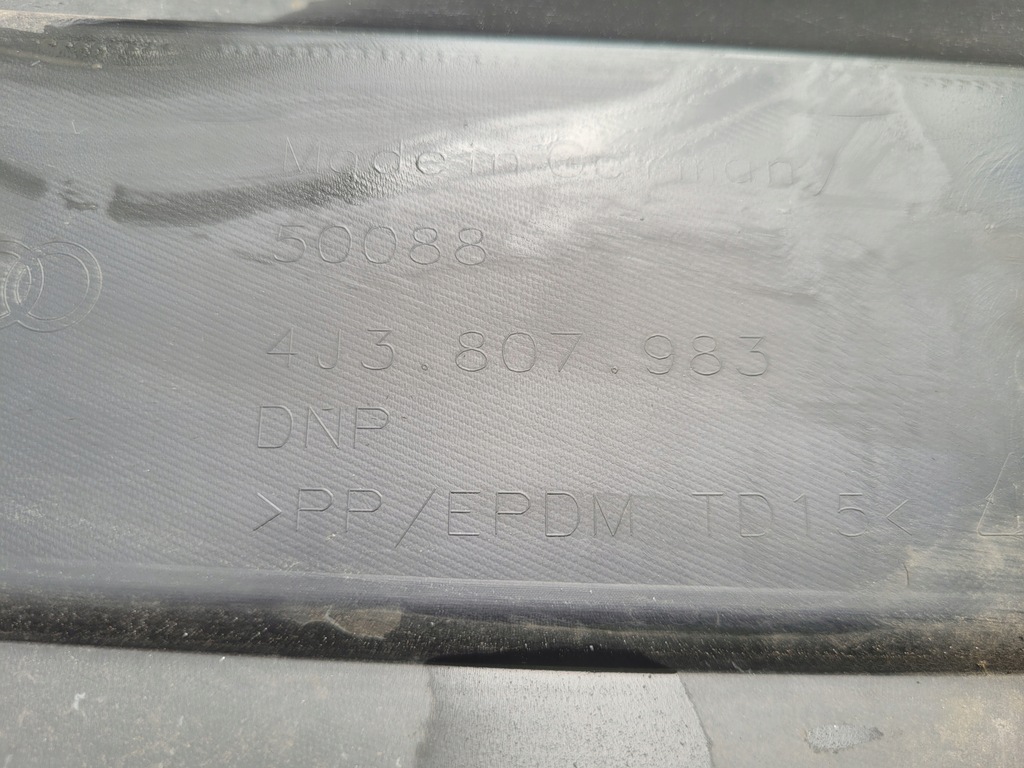 Made in Germany
50088
4J3.807.983
DNP
>PP/EPDM TD15<